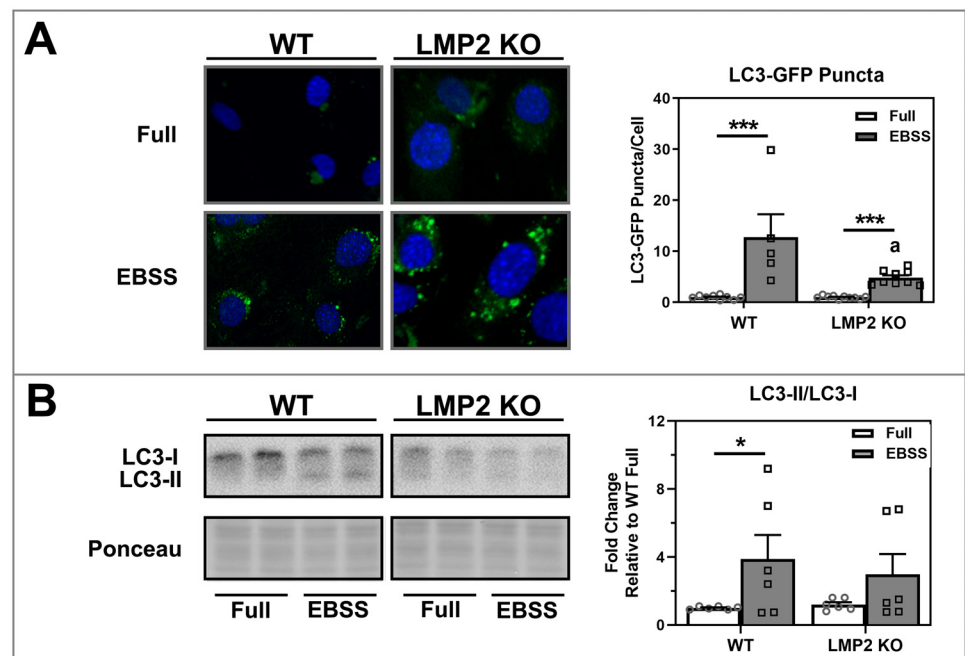 A
WT
LMP2 KO
Full
EBSS
LC3-GFP Puncta
LC3-GFP Puncta/Cell
40
30
20
10
0
Full
EBSS
***
***
a
WT
LMP2 KO
B
WT
LMP2 KO
LC3-I
LC3-II
Ponceau
Full
EBSS
Full
EBSS
LC3-II/LC3-I
Fold Change
Relative to WT Full
12
8
4
2
0
Full
EBSS
*
WT
LMP2 KO